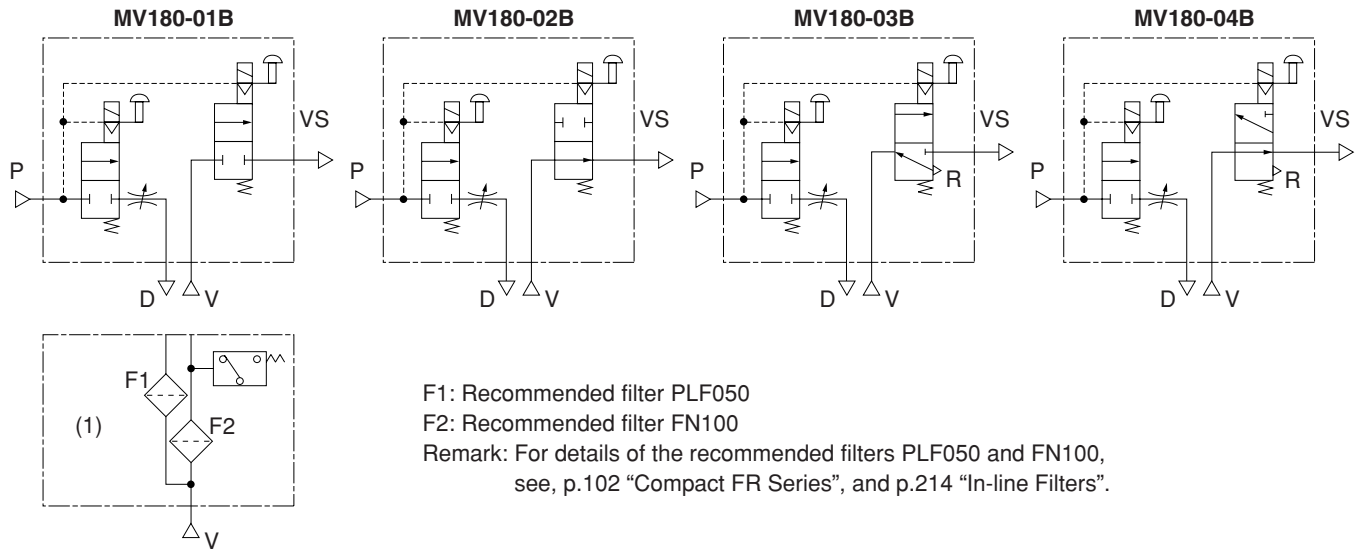 MV180-01B
MV180-02B
MV180-03B
MV180-04B
P
VS
D
V
P
VS
D
V
P
VS
R
D
V
P
VS
R
D
V
F1
(1)
F2
V
F1: Recommended filter PLF050
F2: Recommended filter FN100
Remark: For details of the recommended filters PLF050 and FN100,
see, p.102 “Compact FR Series”, and p.214 “In-line Filters”.